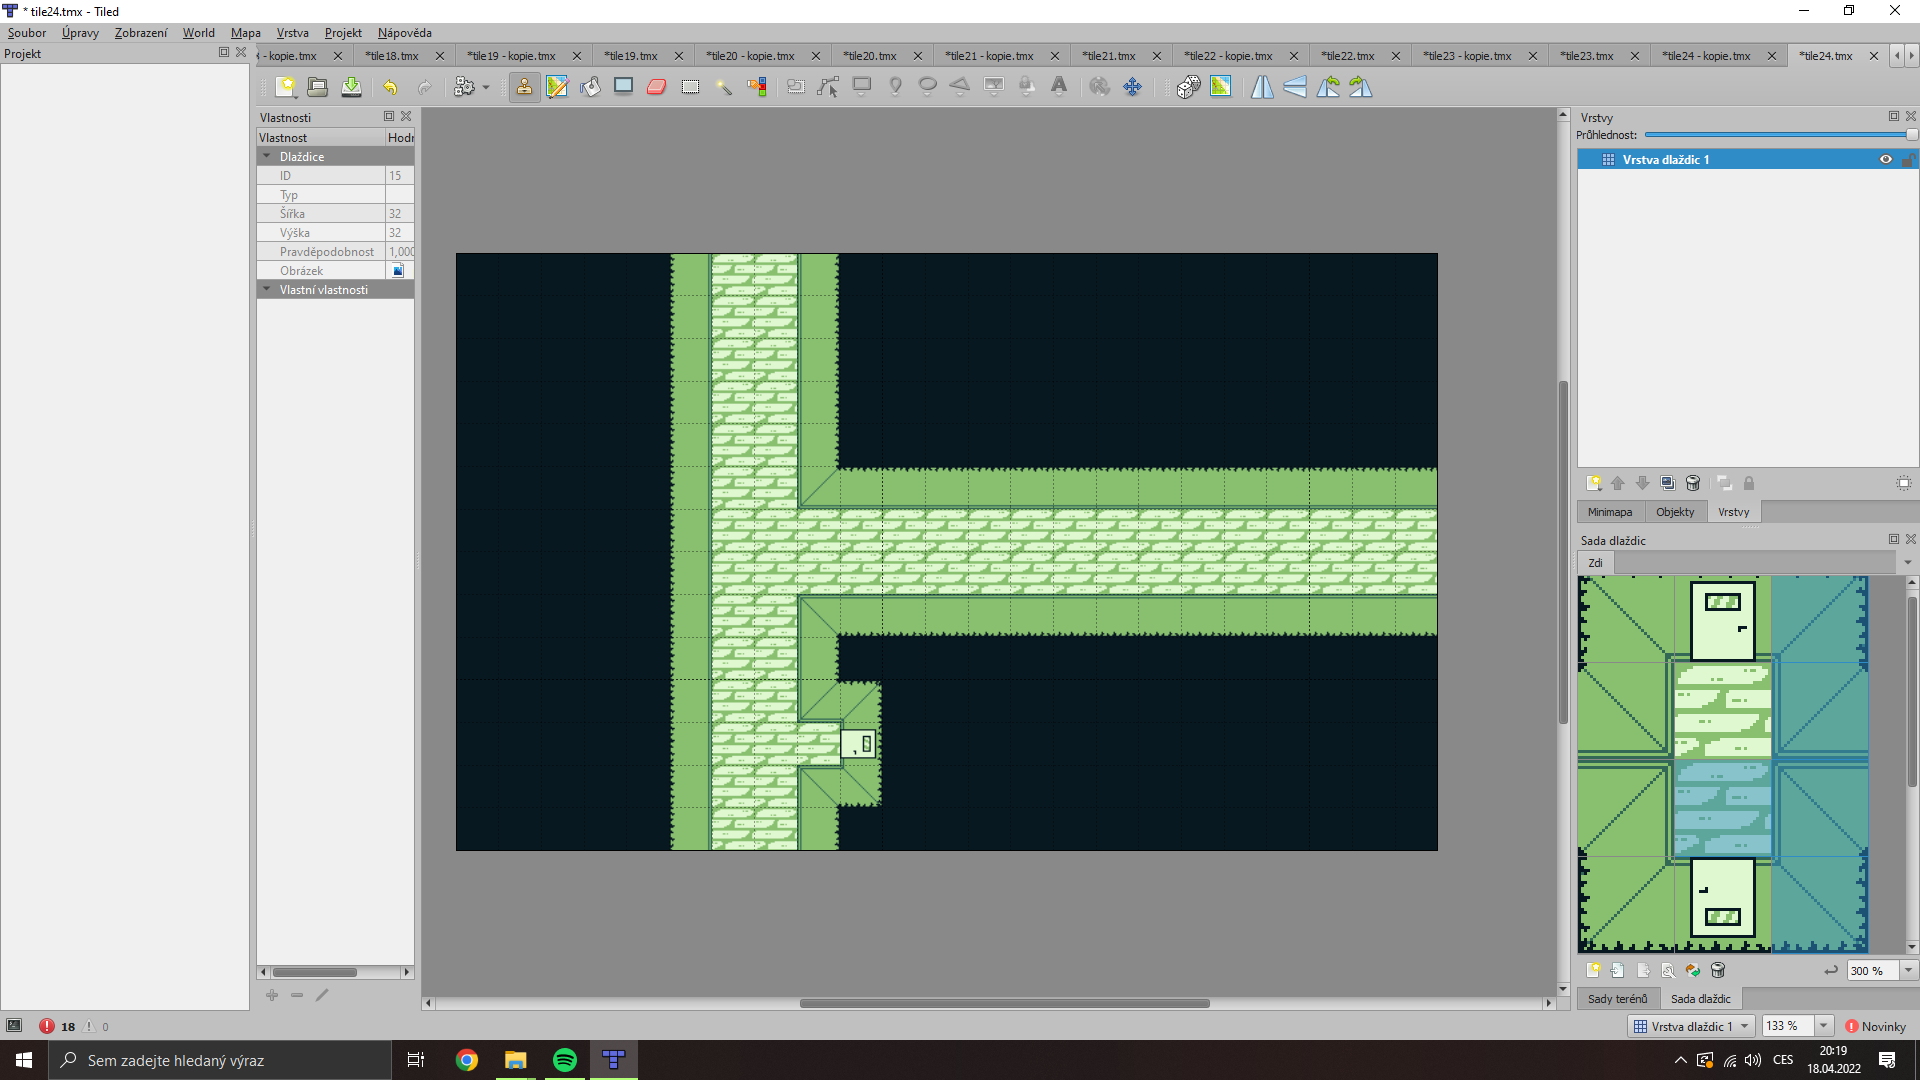 * tile24.tmx - Tiled
Soubor Úpravy Zobrazení World Mapa Vrstva Projekt Nápověda
Projekt
- kopie.tmx *tile18.tmx *tile19 - kopie.tmx *tile19.tmx *tile20 - kopie.tmx *tile20.tmx *tile21 - kopie.tmx *tile21.tmx *tile22 - kopie.tmx *tile22.tmx *tile23 - kopie.tmx *tile23.tmx *tile24 - kopie.tmx *tile24.tmx
Vlastnosti
Vlastnost Hodn
Dlaždice
ID 15
Typ
Šířka 32
Výška 32
Pravděpodobnost 1,000
Obrázek
Vlastní vlastnosti
Vrstvy
Průhlednost:
Vrstva dlaždic 1
Minimapa Objekty Vrstvy
Sada dlaždic
Zdi
300 %
Sady terénů Sada dlaždic
18 0
Vrstva dlaždic 1 133 % Novinky
Sem zadejte hledaný výraz
CES
20:19
18.04.2022